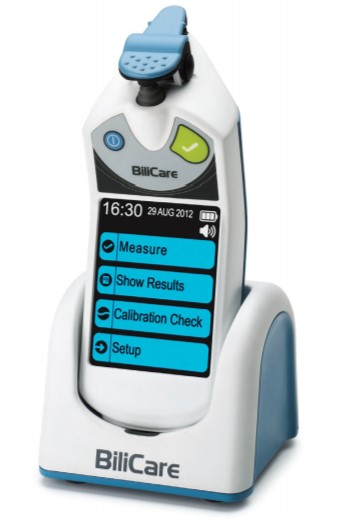 BiliCare
16:30 29 AUG 2012
Measure
Show Results
Calibration Check
Setup
BiliCare